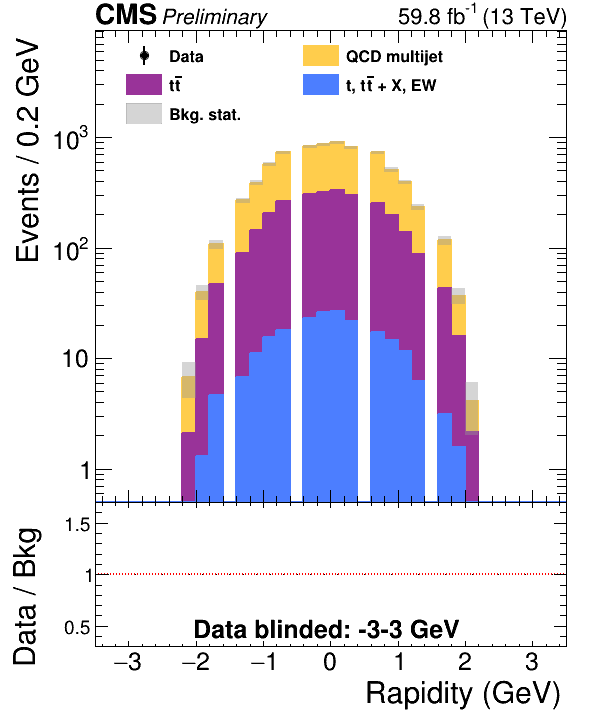 CMS Preliminary 59.8 fb⁻¹ (13 TeV)
Events / 0.2 GeV
Data
QCD multijet
tt̄
t, tt̄ + X, EW
Bkg. stat.
10³
10²
10
1
Data / Bkg
1.5
1
0.5
Data blinded: -3-3 GeV
−3 −2 −1 0 1 2 3
Rapidity (GeV)